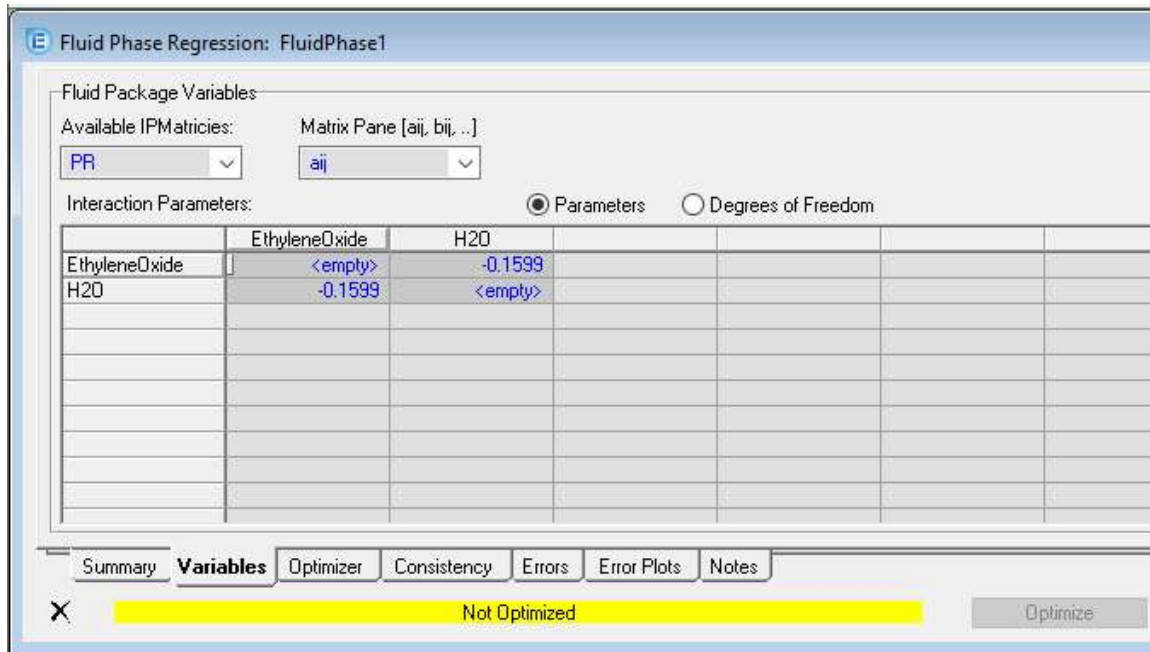 E Fluid Phase Regression: FluidPhase1
Fluid Package Variables
Available IPMatricies: Matrix Pane [aij, bij, ..]
PR aij
Interaction Parameters: Parameters Degrees of Freedom
EthyleneOxide H2O
EthyleneOxide <empty> -0.1599
H2O -0.1599 <empty>
Summary Variables Optimizer Consistency Errors Error Plots Notes
Not Optimized Optimize